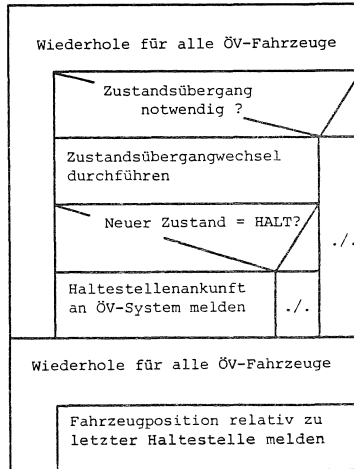 Wiederhole für alle ÖV-Fahrzeuge
Zustandsübergang
notwendig ?
Zustandsübergangwechsel
durchführen
Neuer Zustand = HALT?
./.
Haltestellenankunft
an ÖV-System melden
./.
Wiederhole für alle ÖV-Fahrzeuge
Fahrzeugposition relativ zu
letzter Haltestelle melden